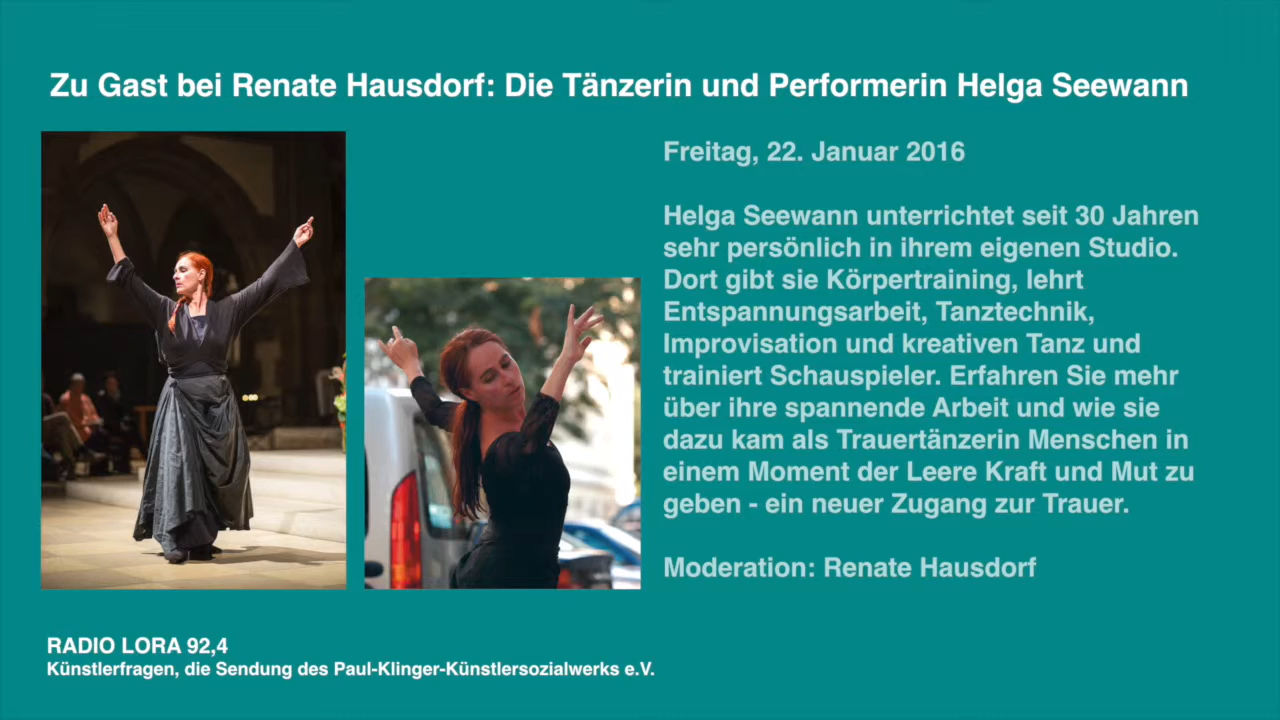 Zu Gast bei Renate Hausdorf: Die Tänzerin und Performerin Helga Seewann
Freitag, 22. Januar 2016
Helga Seewann unterrichtet seit 30 Jahren
sehr persönlich in ihrem eigenen Studio.
Dort gibt sie Körpertraining, lehrt
Entspannungsarbeit, Tanztechnik,
Improvisation und kreativen Tanz und
trainiert Schauspieler. Erfahren Sie mehr
über ihre spannende Arbeit und wie sie
dazu kam als Trauertänzerin Menschen in
einem Moment der Leere Kraft und Mut zu
geben - ein neuer Zugang zur Trauer.
Moderation: Renate Hausdorf
RADIO LORA 92,4
Künstlerfragen, die Sendung des Paul-Klinger-Künstlersozialwerks e.V.